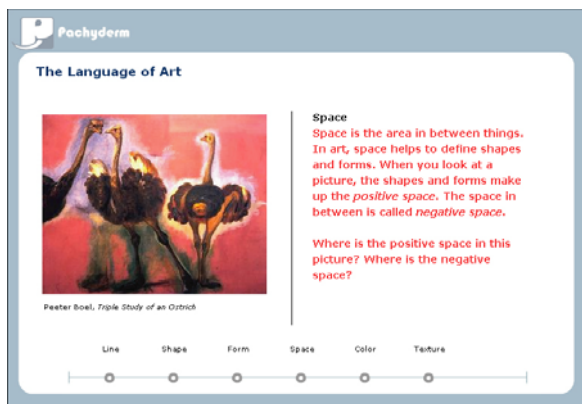 Pachyderm
The Language of Art
Space
Space is the area in between things.
In art, space helps to define shapes
and forms. When you look at a
picture, the shapes and forms make
up the positive space. The space in
between is called negative space.
Where is the positive space in this
picture? Where is the negative
space?
Peeter Boel, Triple Study of an Ostrich
Line Shape Form Space Color Texture